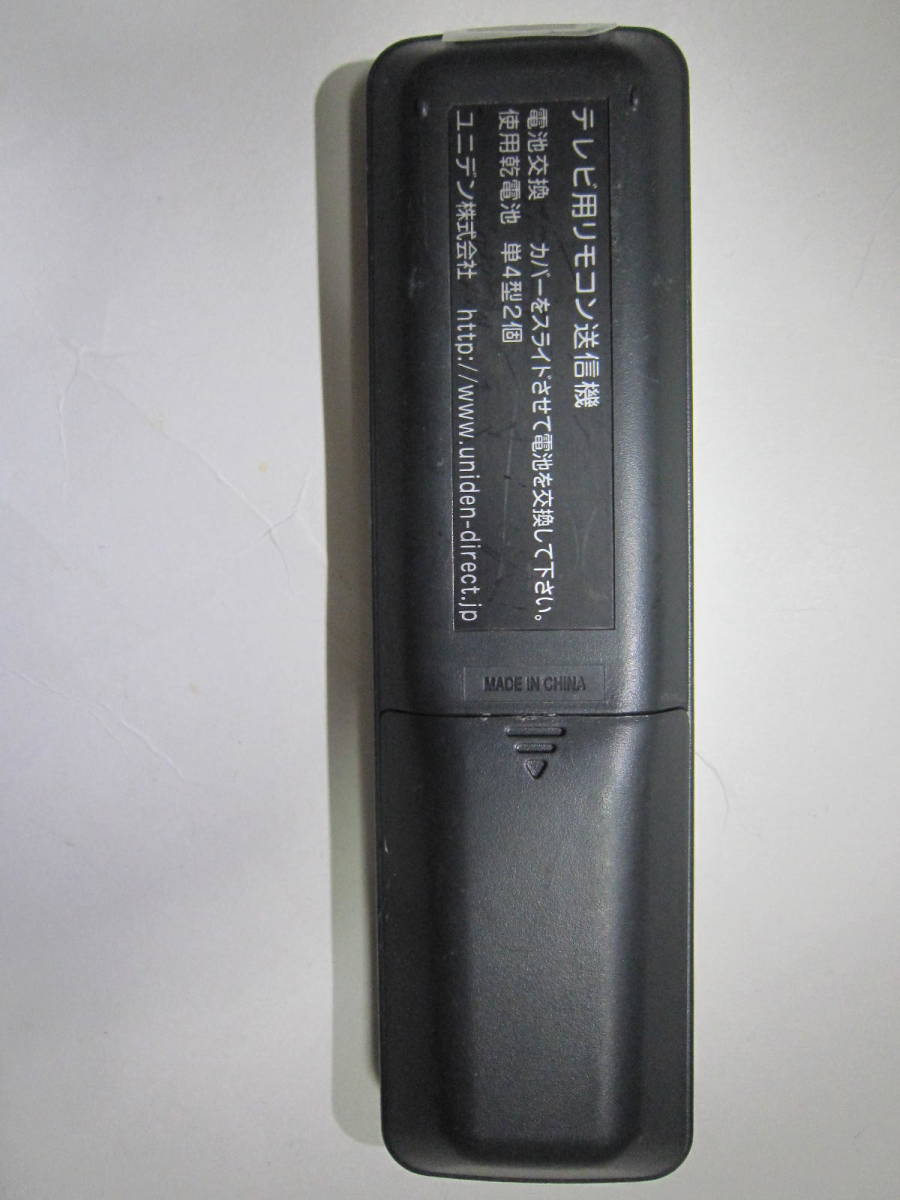 テレビ用リモコン送信機
電池交換　カバーをスライドさせて電池を交換して下さい。
使用乾電池　単4型2個
ユニデン株式会社　http://www.uniden-direct.jp
MADE IN CHINA